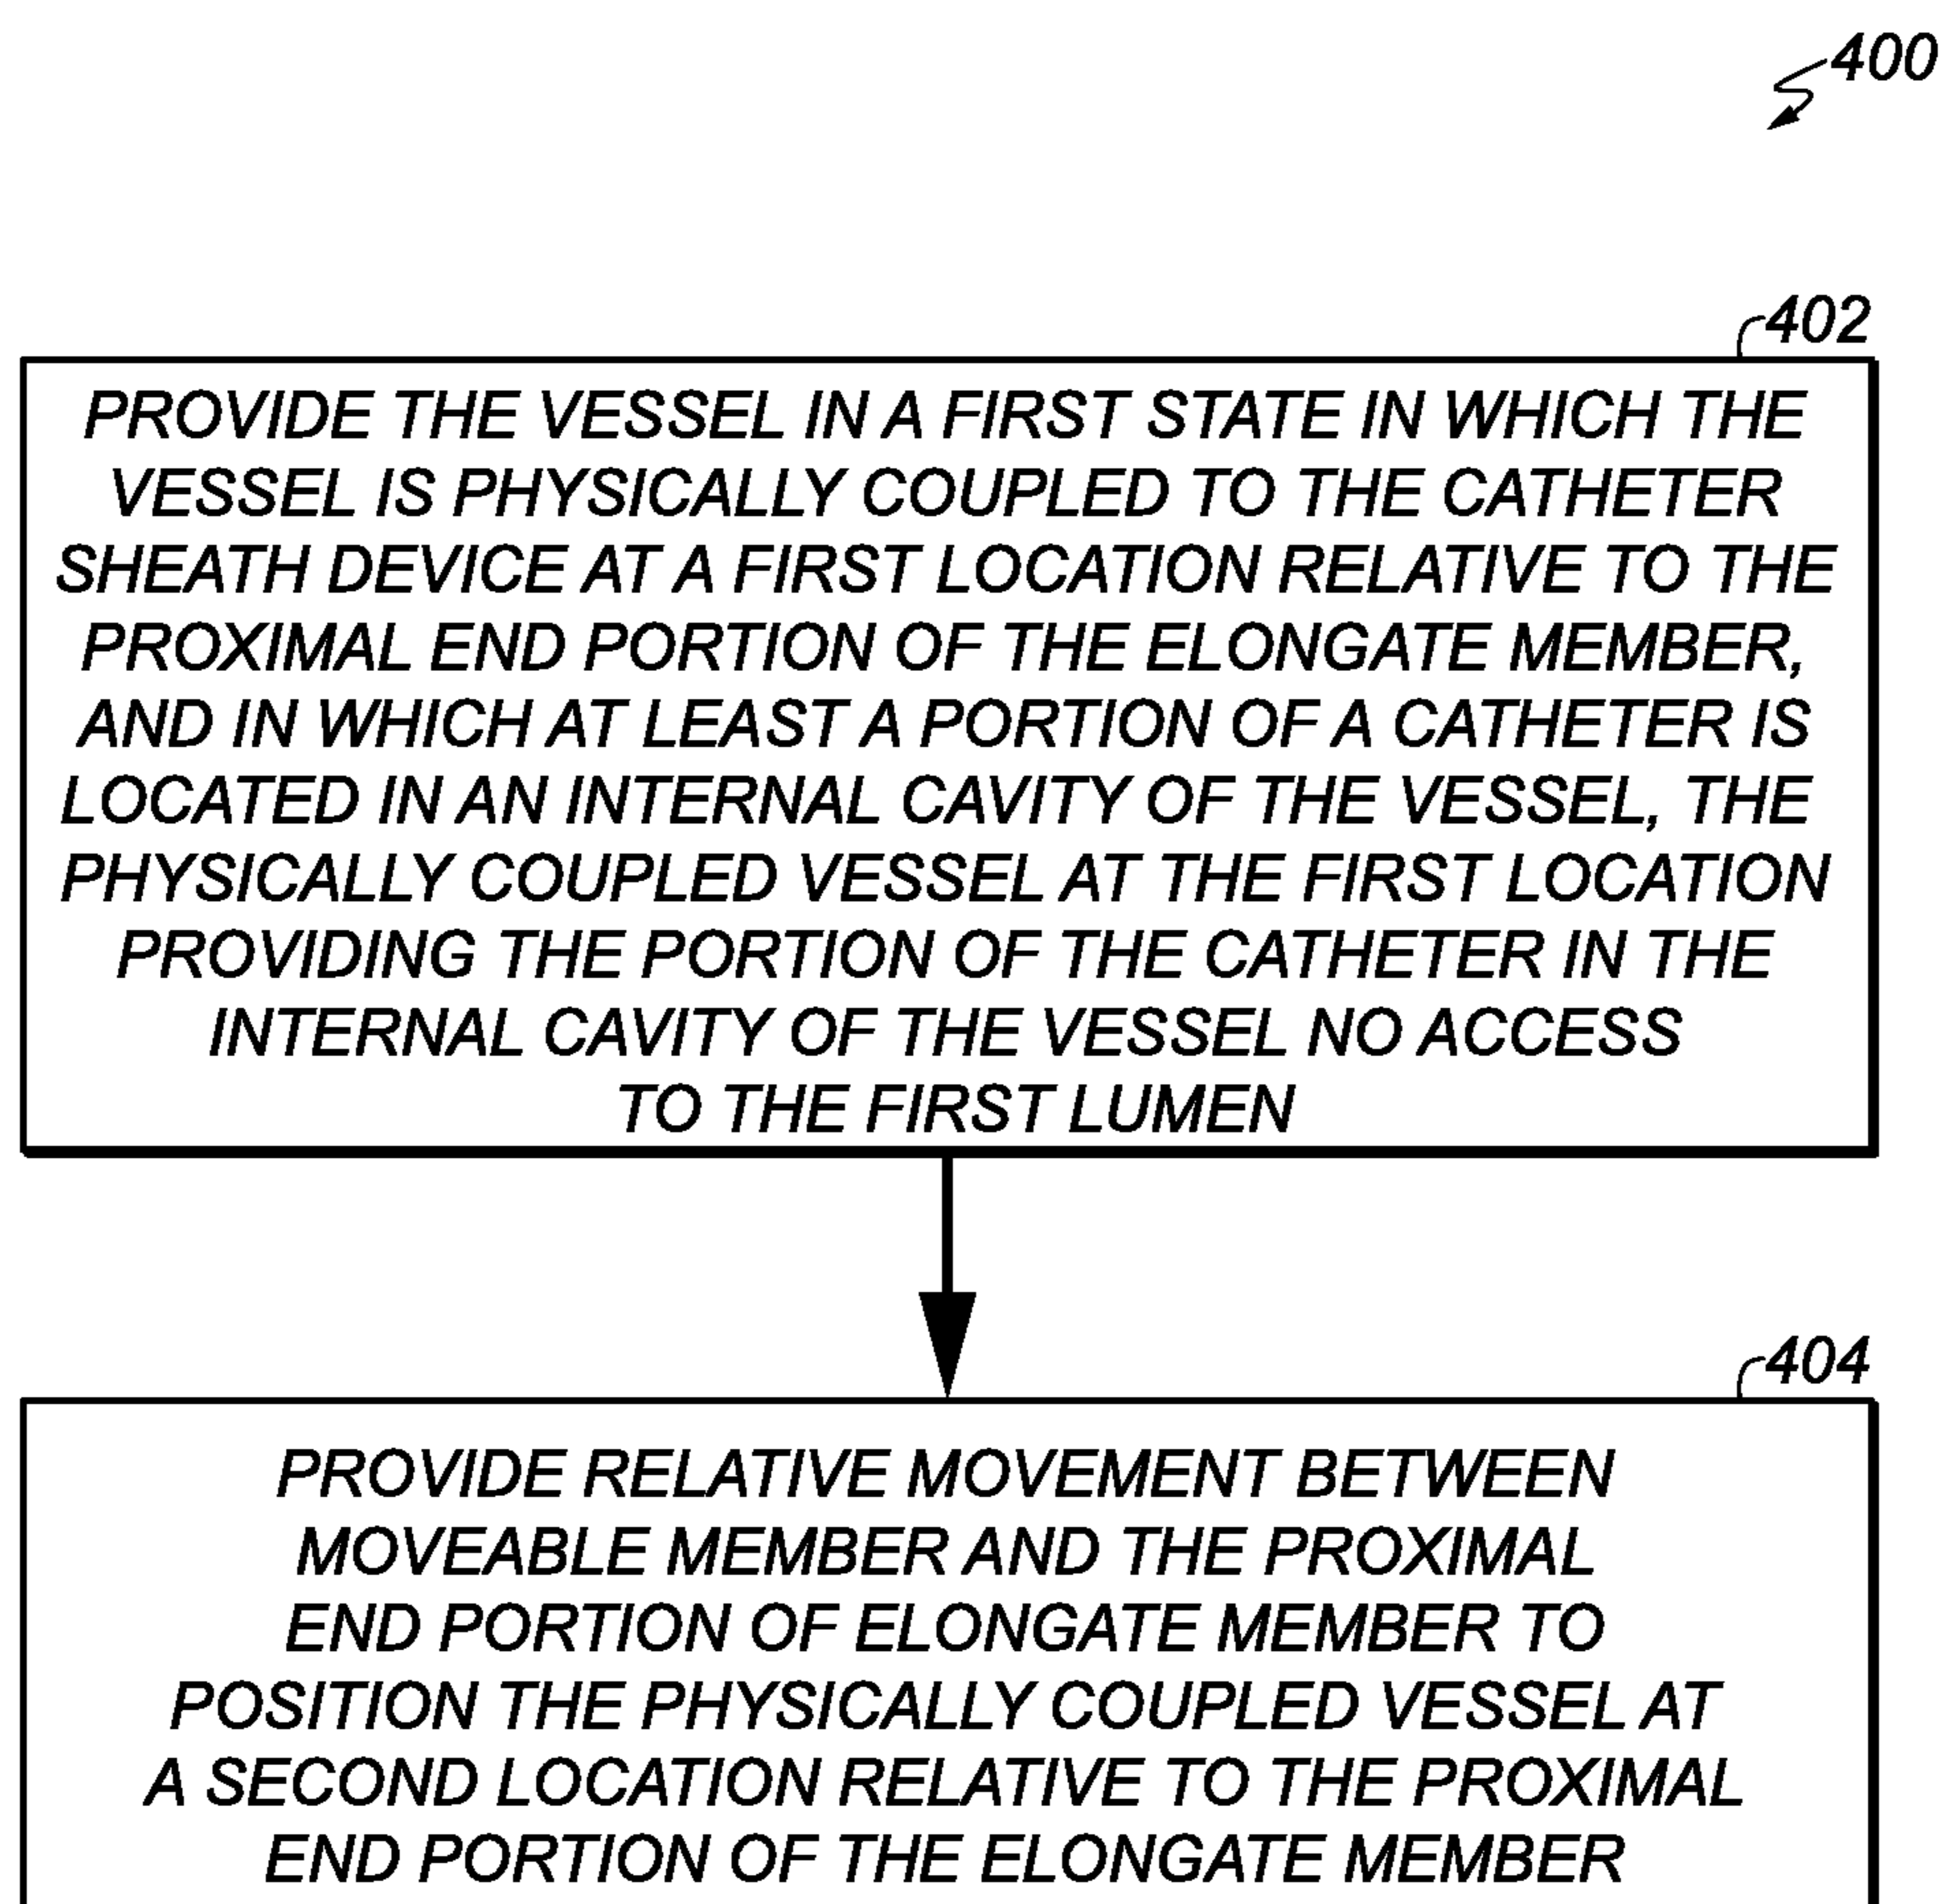 400
402
PROVIDE THE VESSEL IN A FIRST STATE IN WHICH THE
VESSEL IS PHYSICALLY COUPLED TO THE CATHETER
SHEATH DEVICE AT A FIRST LOCATION RELATIVE TO THE
PROXIMAL END PORTION OF THE ELONGATE MEMBER,
AND IN WHICH AT LEAST A PORTION OF A CATHETER IS
LOCATED IN AN INTERNAL CAVITY OF THE VESSEL, THE
PHYSICALLY COUPLED VESSEL AT THE FIRST LOCATION
PROVIDING THE PORTION OF THE CATHETER IN THE
INTERNAL CAVITY OF THE VESSEL NO ACCESS
TO THE FIRST LUMEN
404
PROVIDE RELATIVE MOVEMENT BETWEEN
MOVEABLE MEMBER AND THE PROXIMAL
END PORTION OF ELONGATE MEMBER TO
POSITION THE PHYSICALLY COUPLED VESSEL AT
A SECOND LOCATION RELATIVE TO THE PROXIMAL
END PORTION OF THE ELONGATE MEMBER